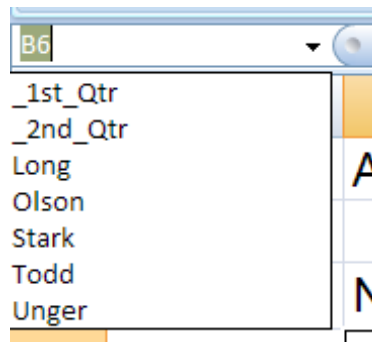 B6
_1st_Qtr
_2nd_Qtr
Long
Olson
Stark
Todd
Unger
A